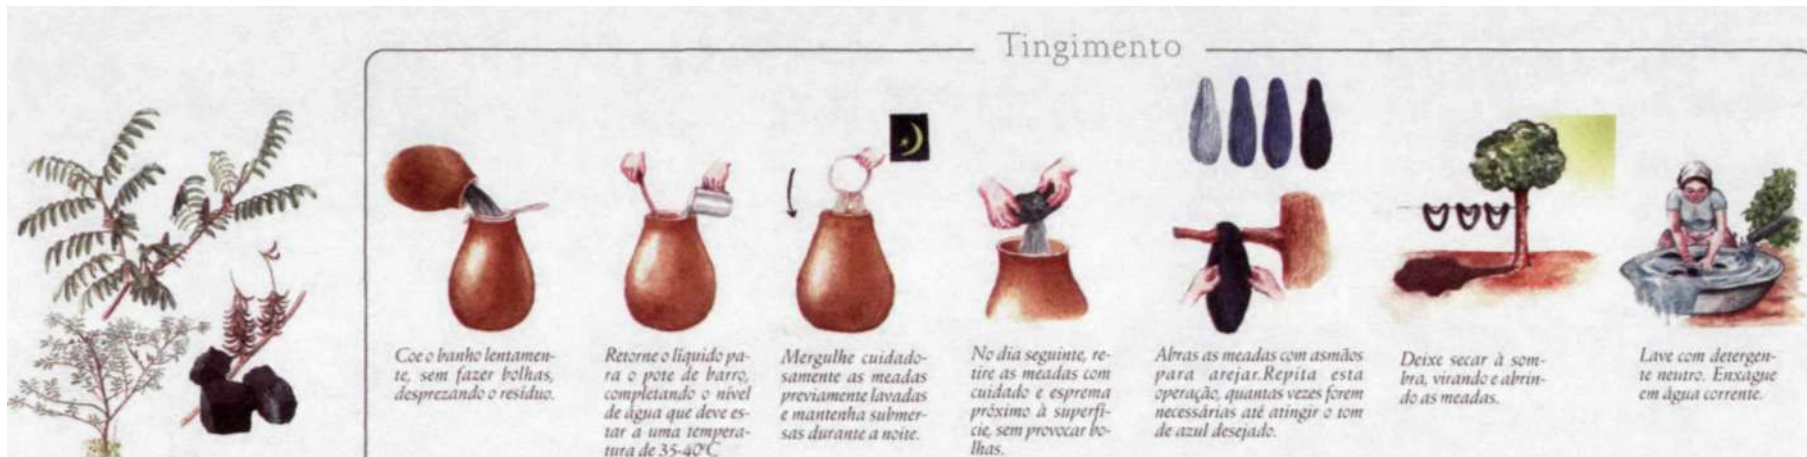 Tingimento
Coe o banho lentamen-
te, sem fazer bolhas,
desprezando o resíduo.
Retorne o líquido pa-
ra o pote de barro,
completando o nível
de água que deve es-
tar a uma tempera-
tura de 35-40°C
Mergulhe cuidado-
samente as meadas
previamente lavadas
e mantenha submer-
sas durante a noite.
No dia seguinte, re-
tire as meadas com
cuidado e esprema
próximo à superfí-
cie, sem provocar bo-
lhas.
Abras as meadas com asmãos
para arejar.Repita esta
operação, quantas vezes forem
necessárias até atingir o tom
de azul desejado.
Deixe secar à som-
bra, virando e abrin-
do as meadas.
Lave com detergen-
te neutro. Enxague
em água corrente.